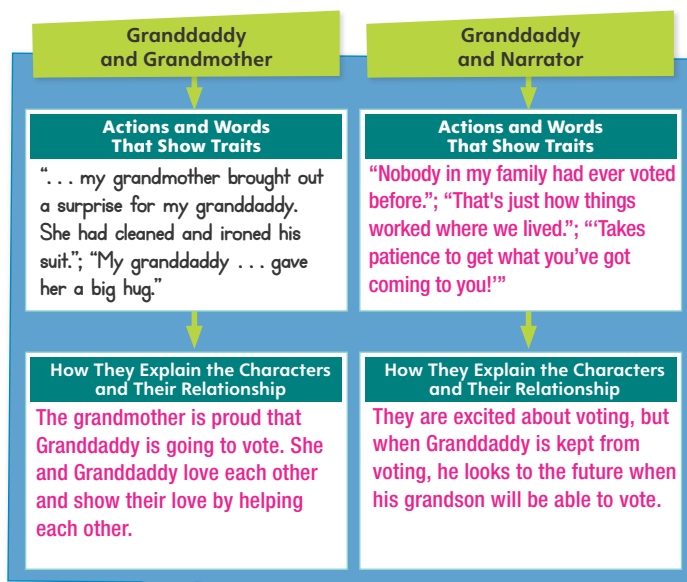 Granddaddy
and Grandmother
Actions and Words
That Show Traits
“. . . my grandmother brought out
a surprise for my granddaddy.
She had cleaned and ironed his
suit.”; “My granddaddy . . . gave
her a big hug.”
How They Explain the Characters
and Their Relationship
The grandmother is proud that
Granddaddy is going to vote. She
and Granddaddy love each other
and show their love by helping
each other.
Granddaddy
and Narrator
Actions and Words
That Show Traits
“Nobody in my family had ever voted
before.”; “That's just how things
worked where we lived.”; “‘Takes
patience to get what you’ve got
coming to you!’”
How They Explain the Characters
and Their Relationship
They are excited about voting, but
when Granddaddy is kept from
voting, he looks to the future when
his grandson will be able to vote.